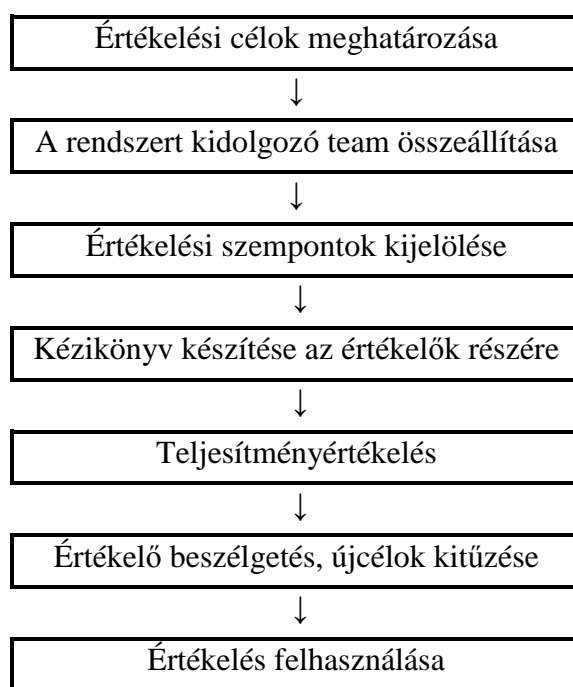 Értékelési célok meghatározása
↓
A rendszert kidolgozó team összeállítása
↓
Értékelési szempontok kijelölése
↓
Kézikönyv készítése az értékelők részére
↓
Teljesítményértékelés
↓
Értékelő beszélgetés, újcélok kitűzése
↓
Értékelés felhasználása